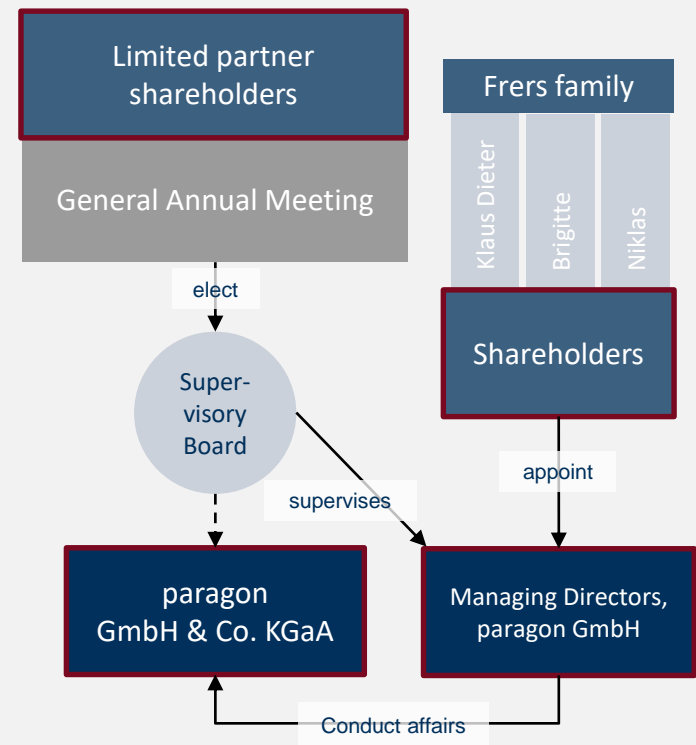 Limited partner
shareholders
General Annual Meeting
elect
Super-
visory
Board
supervises
paragon
GmbH & Co. KGaA
Frers family
Klaus Dieter
Brigitte
Niklas
Shareholders
appoint
Managing Directors,
paragon GmbH
Conduct affairs